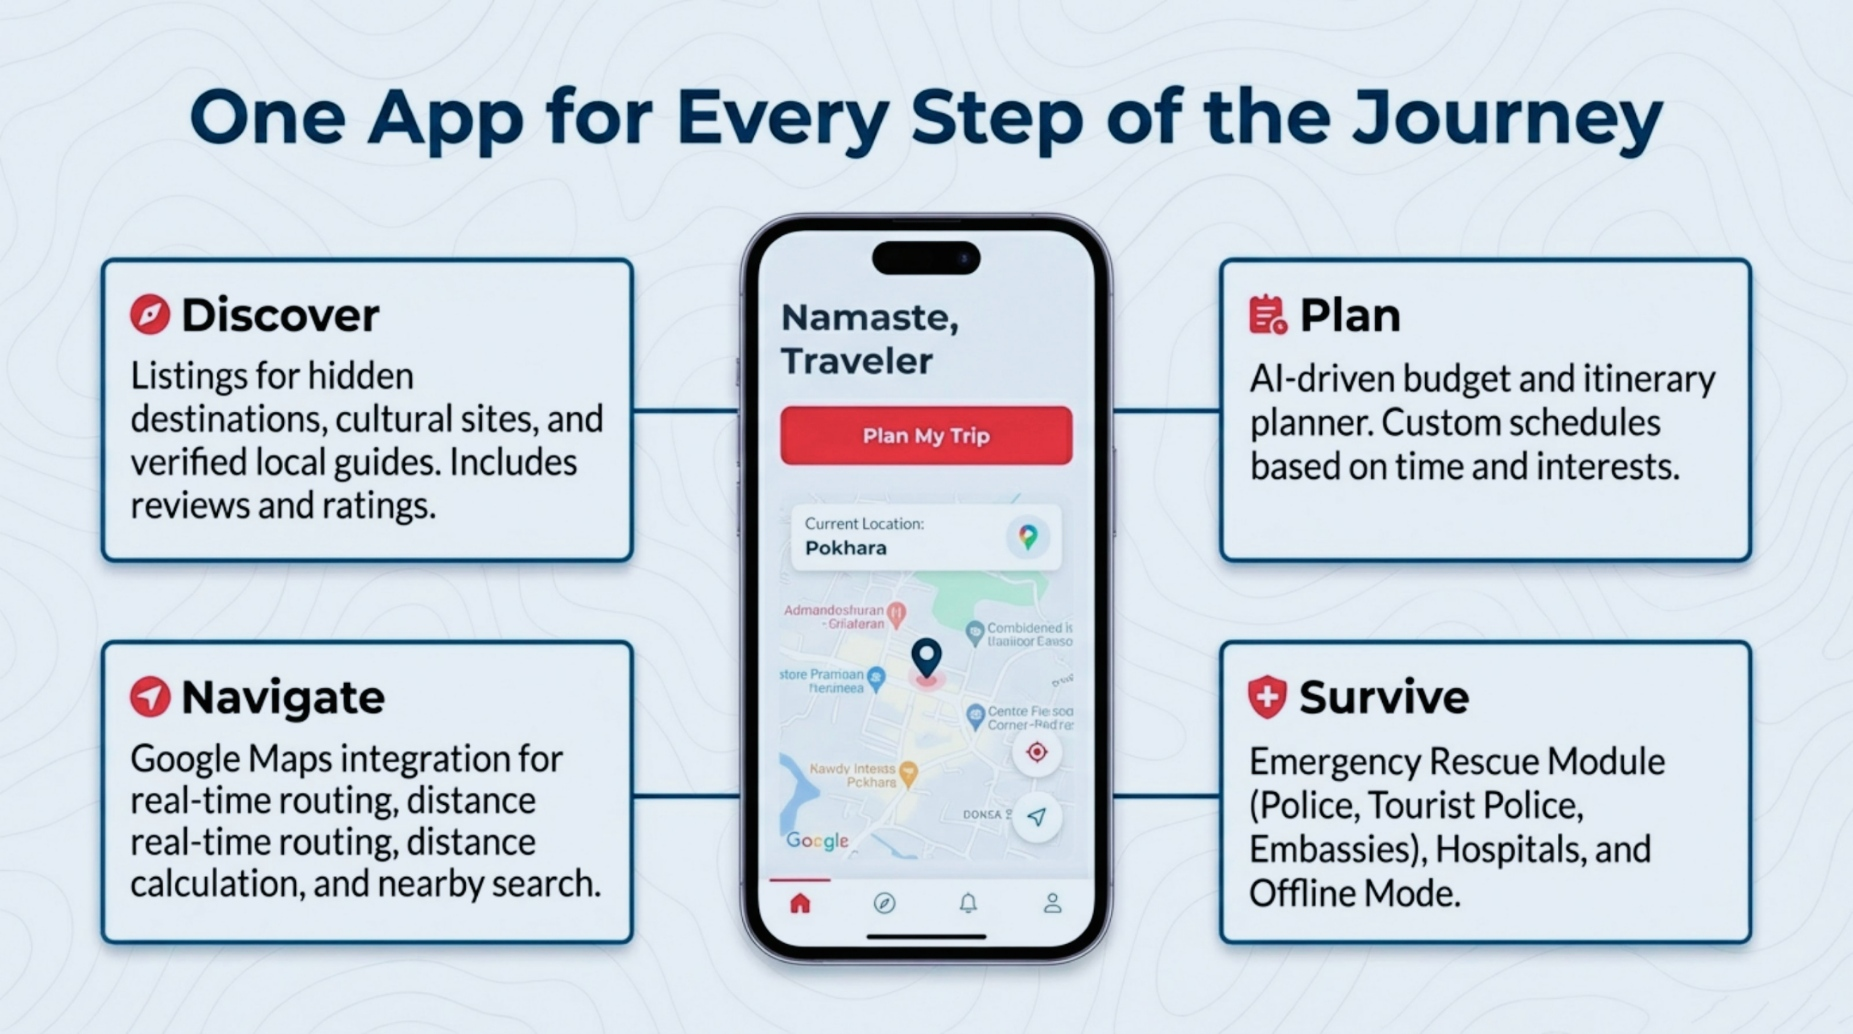 One App for Every Step of the Journey
Discover
Listings for hidden
destinations, cultural sites, and
verified local guides. Includes
reviews and ratings.
Navigate
Google Maps integration for
real-time routing, distance
real-time routing, distance
calculation, and nearby search.
Namaste,
Traveler
Plan My Trip
Current Location:
Pokhara
Google
Plan
AI-driven budget and itinerary
planner. Custom schedules
based on time and interests.
Survive
Emergency Rescue Module
(Police, Tourist Police,
Embassies), Hospitals, and
Offline Mode.